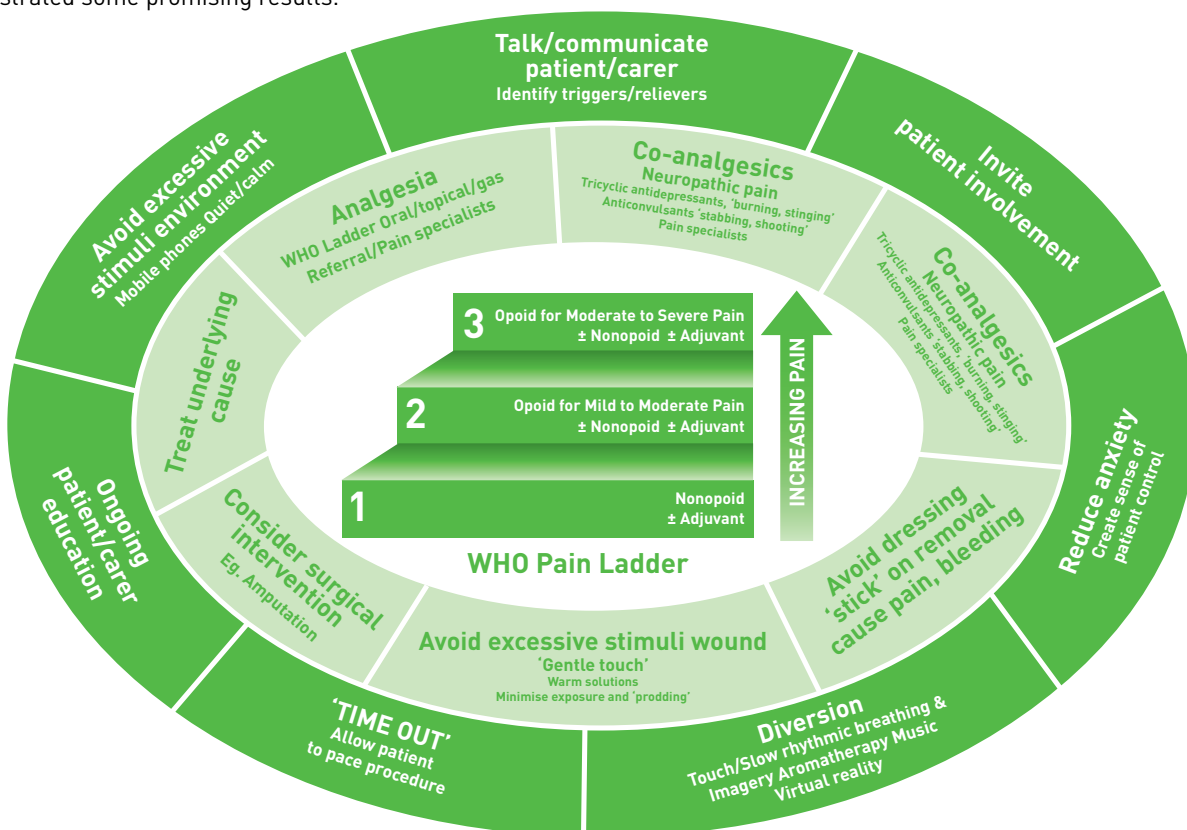 strated some promising results.
Talk/communicate
patient/carer
Identify triggers/relievers
Invite
patient involvement
Reduce anxiety
Create sense of
patient control
Diversion
Touch/Slow rhythmic breathing &
Imagery Aromatherapy Music
Virtual reality
‘TIME OUT’
Allow patient
to pace procedure
Ongoing
patient/carer
education
Avoid excessive
stimuli environment
Mobile phones Quiet/calm
Analgesia
WHO Ladder Oral/topical/gas
Referral/Pain specialists
Co-analgesics
Neuropathic pain
Tricyclic antidepressants, ‘burning, stinging’
Anticonvulsants ‘stabbing, shooting’
Pain specialists
Co-analgesics
Neuropathic pain
Tricyclic antidepressants, ‘burning, stinging’
Anticonvulsants ‘stabbing, shooting’
Pain specialists
Avoid dressing
‘stick’ on removal
cause pain, bleeding
Avoid excessive stimuli wound
‘Gentle touch’
Warm solutions
Minimise exposure and ‘prodding’
Consider surgical
intervention
Eg. Amputation
Treat underlying
cause
3 Opoid for Moderate to Severe Pain
± Nonopoid ± Adjuvant
2 Opoid for Mild to Moderate Pain
± Nonopoid ± Adjuvant
1 Nonopoid
± Adjuvant
INCREASING PAIN
WHO Pain Ladder